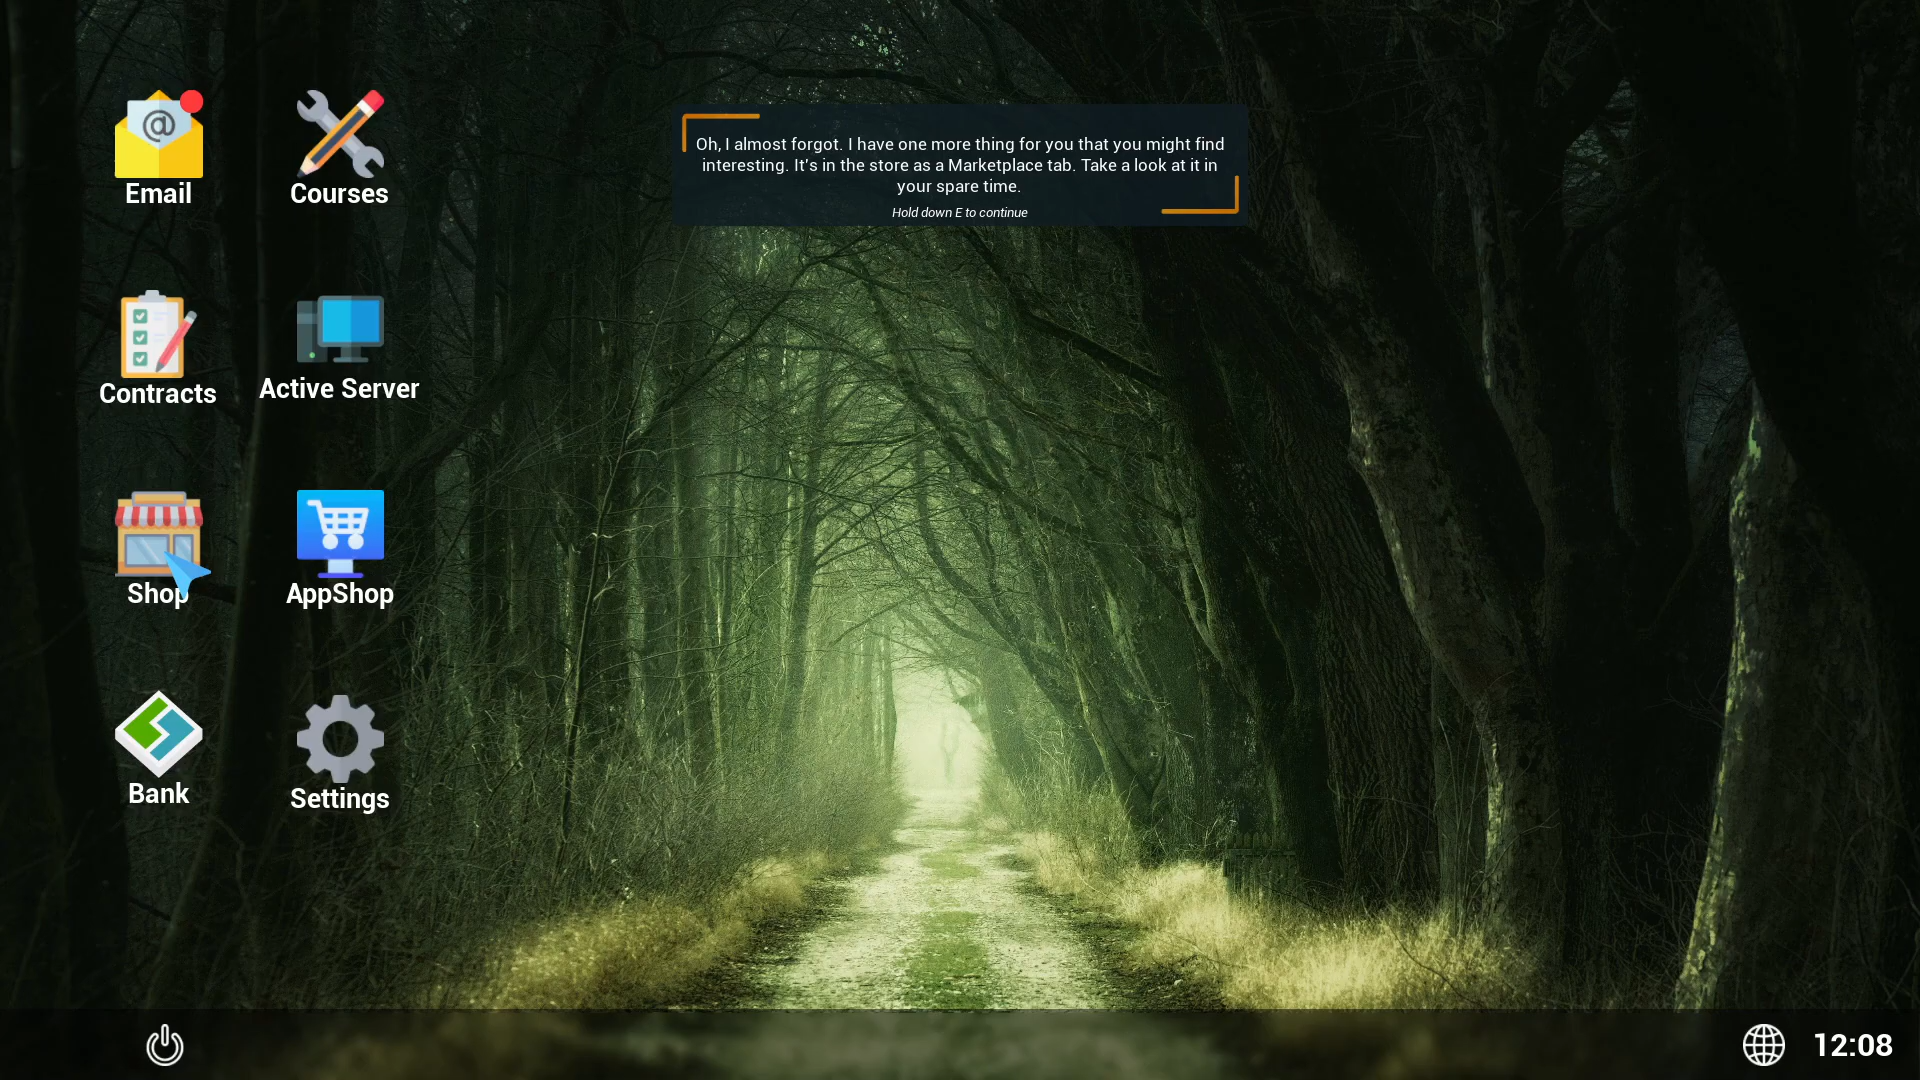 Oh, I almost forgot. I have one more thing for you that you might find
interesting. It's in the store as a Marketplace tab. Take a look at it in
your spare time.
Hold down E to continue
@
Email
Courses
Contracts
Active Server
Shop
AppShop
Bank
Settings
12:08